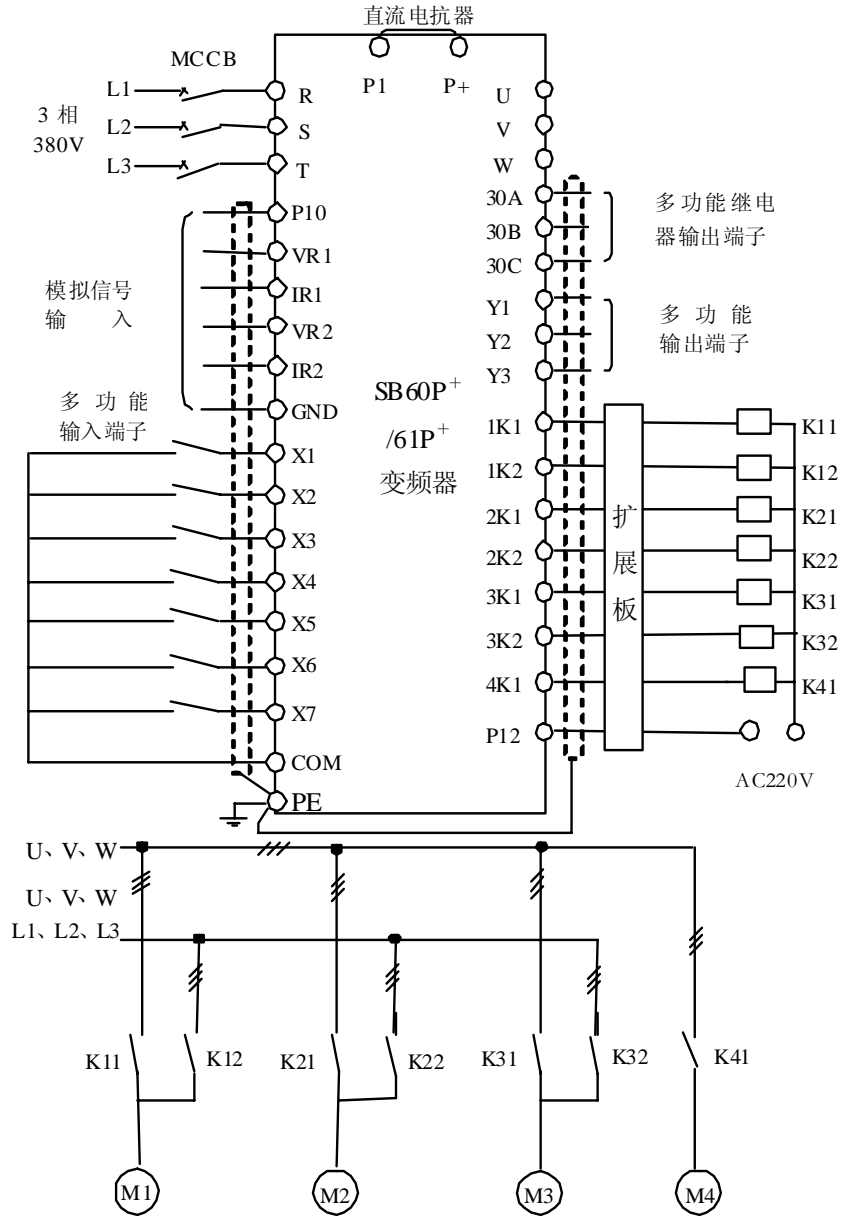 直流电抗器
MCCB
P1 P+
3 相
380V
L1
L2
L3
R
S
T
U
V
W
P10
VR1
IR1
VR2
IR2
GND
模拟信号
输 入
多 功 能
输入端子
X1
X2
X3
X4
X5
X6
X7
COM
PE
SB60P+
/61P+
变频器
30A
30B
30C
多功能继电
器输出端子
Y1
Y2
Y3
多 功 能
输出端子
1K1
1K2
2K1
2K2
3K1
3K2
4K1
P12
扩
展
板
K11
K12
K21
K22
K31
K32
K41
AC220V
U、V、W
U、V、W
L1、L2、L3
K11 K12 K21 K22 K31 K32 K41
M1 M2 M3 M4